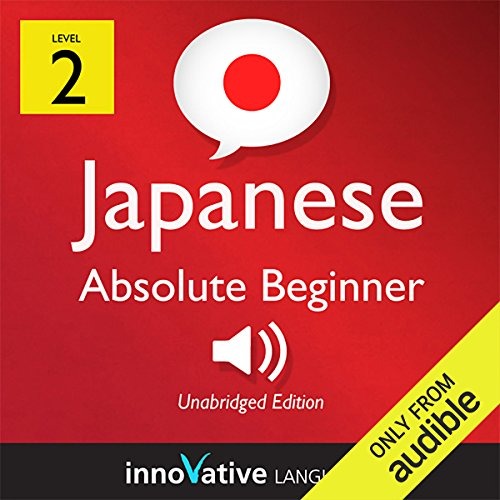 LEVEL
2
Japanese
Absolute Beginner
Unabridged Edition
ONLY FROM
audible
innoVative